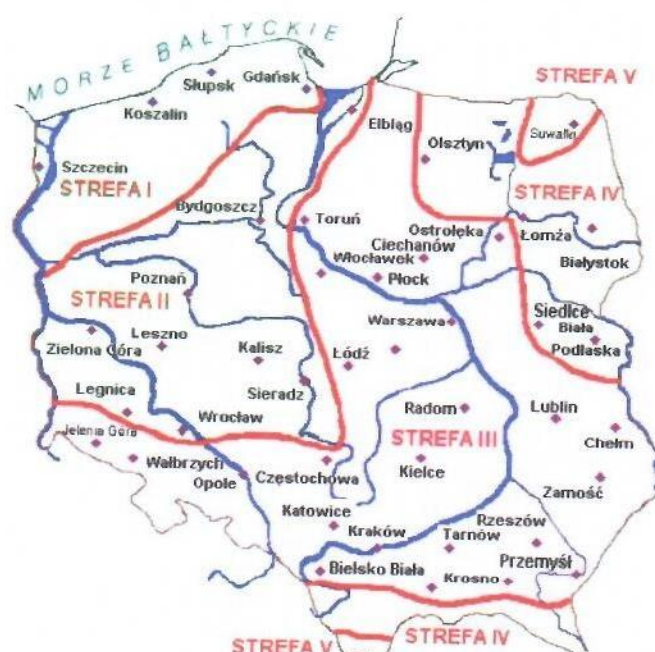 MORZE BAŁTYCKIE
STREFA V
Słupsk
Gdańsk
Koszalin
Elbląg
Suwałki
Olsztyn
Szczecin
STREFA I
STREFA IV
Bydgoszcz
Toruń
Ostrołęka
Łomża
Ciechanów
Włocławek
Białystok
Poznań
Płock
STREFA II
Siedlce
Warszawa
Biała
Podlaska
Leszno
Zielona Góra
Kalisz
Łódź
Legnica
Sieradz
Radom
Lublin
Wrocław
Jelenia Góra
STREFA III
Chełm
Wałbrzych
Częstochowa
Kielce
Opole
Zamość
Katowice
Rzeszów
Kraków
Tarnów
Przemyśl
Bielsko Biała
Krosno
STREFA V
STREFA IV